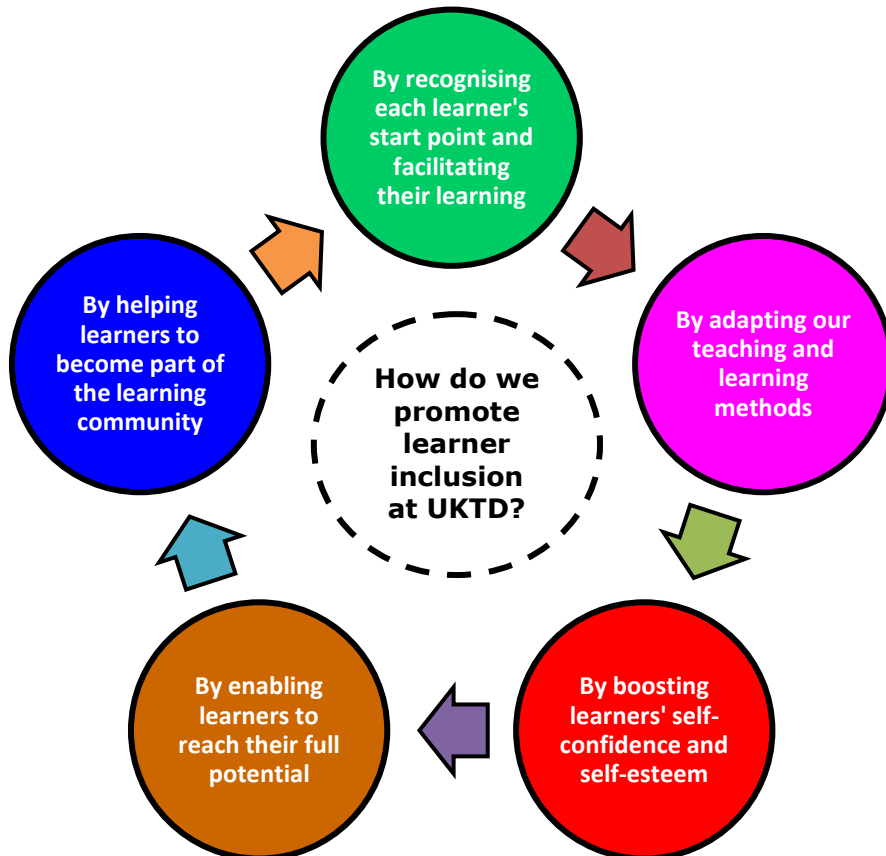 By recognising
each learner's
start point and
facilitating
their learning
By adapting our
teaching and
learning
methods
By boosting
learners' self-
confidence and
self-esteem
By enabling
learners to
reach their full
potential
By helping
learners to
become part of
the learning
community
How do we
promote
learner
inclusion
at UKTD?